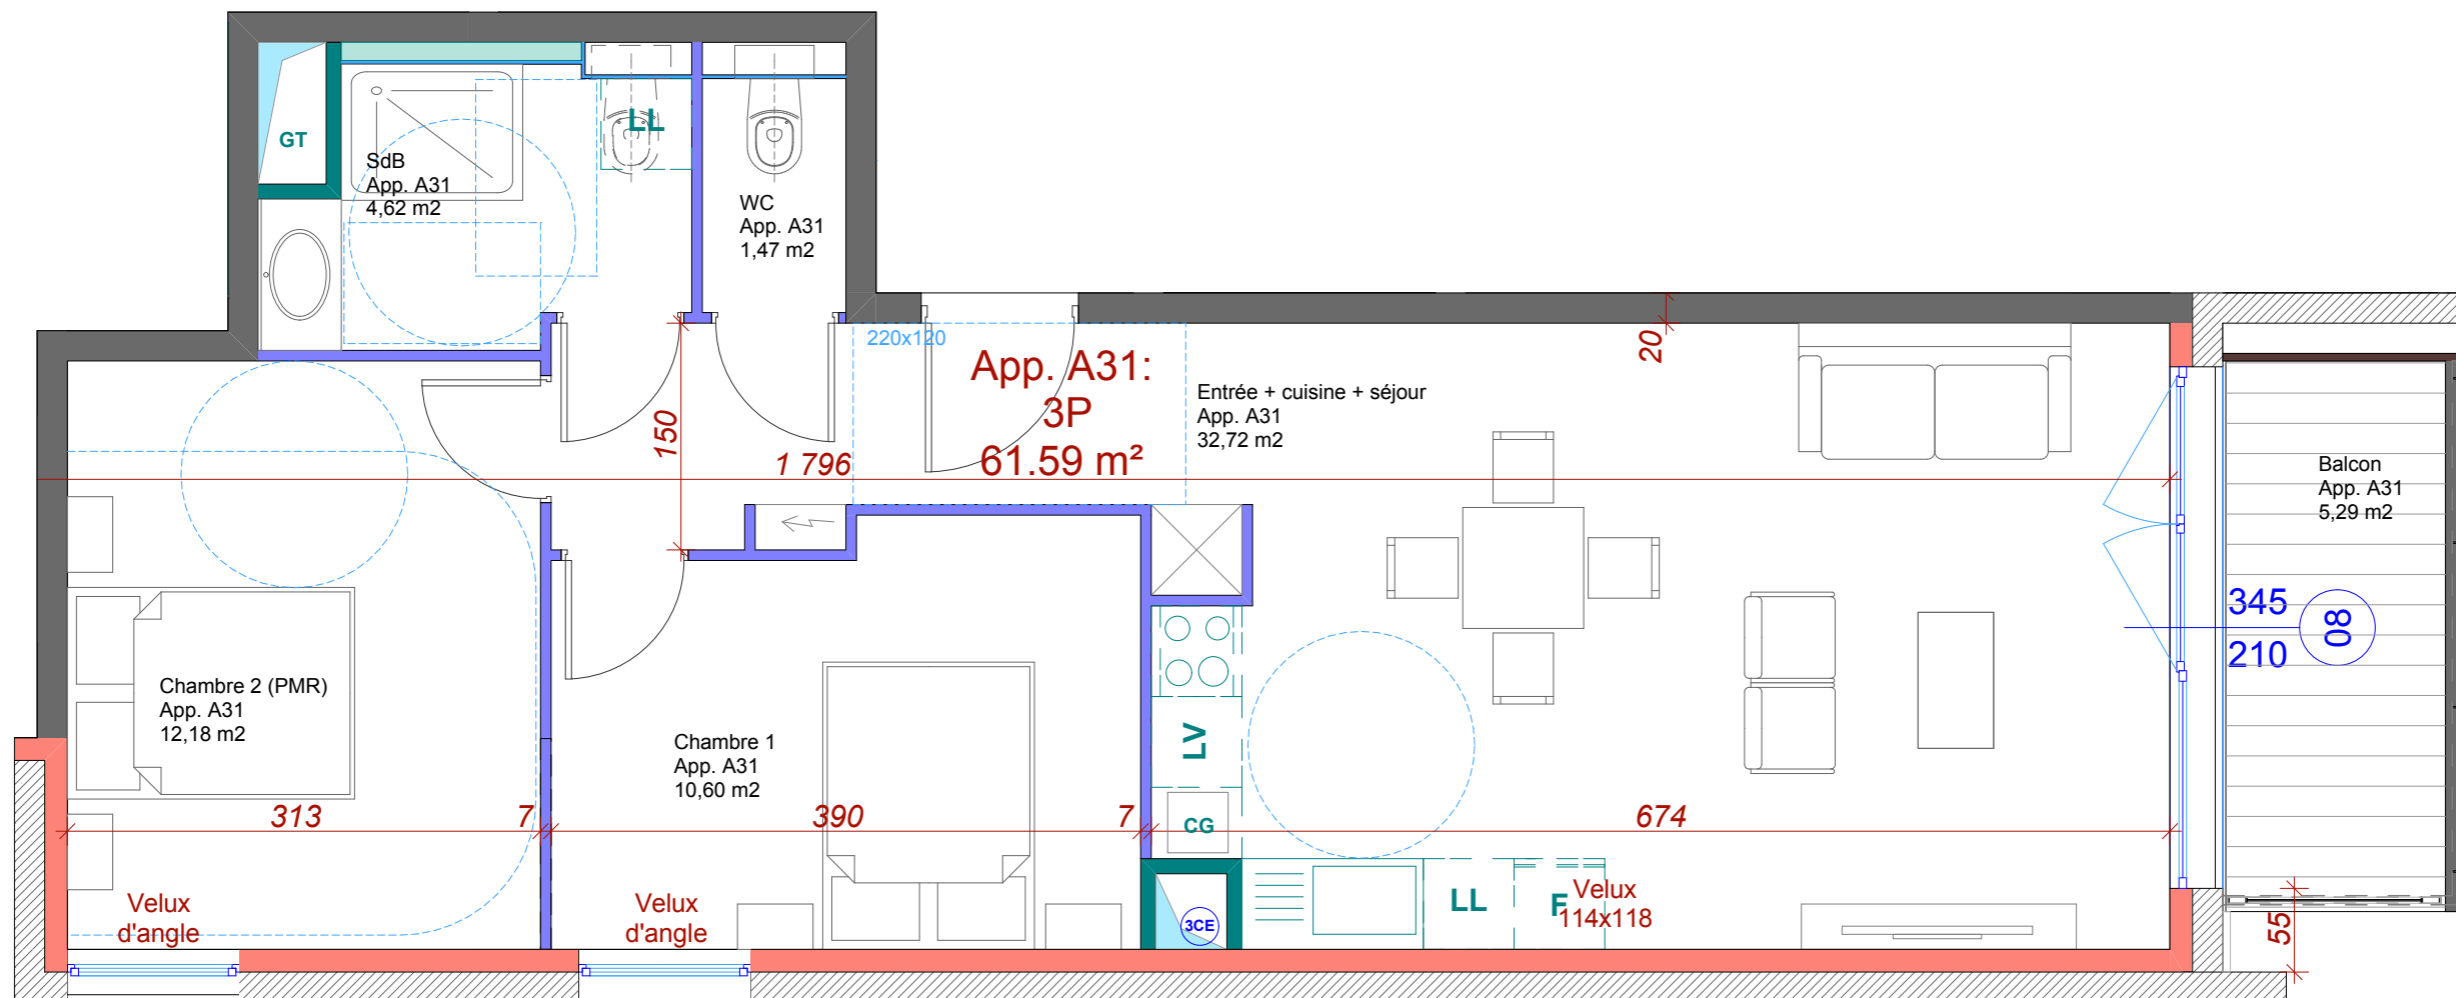 GT
SdB
App. A31
4,62 m2
LL
WC
App. A31
1,47 m2
220x120
App. A31:
3P
61.59 m²
20
Entrée + cuisine + séjour
App. A31
32,72 m2
150
1 796
Balcon
App. A31
5,29 m2
345
210
08
Chambre 2 (PMR)
App. A31
12,18 m2
Chambre 1
App. A31
10,60 m2
LV
CG
313
7
390
7
674
Velux
d'angle
Velux
d'angle
3CE
LL
F
Velux
114x118
55